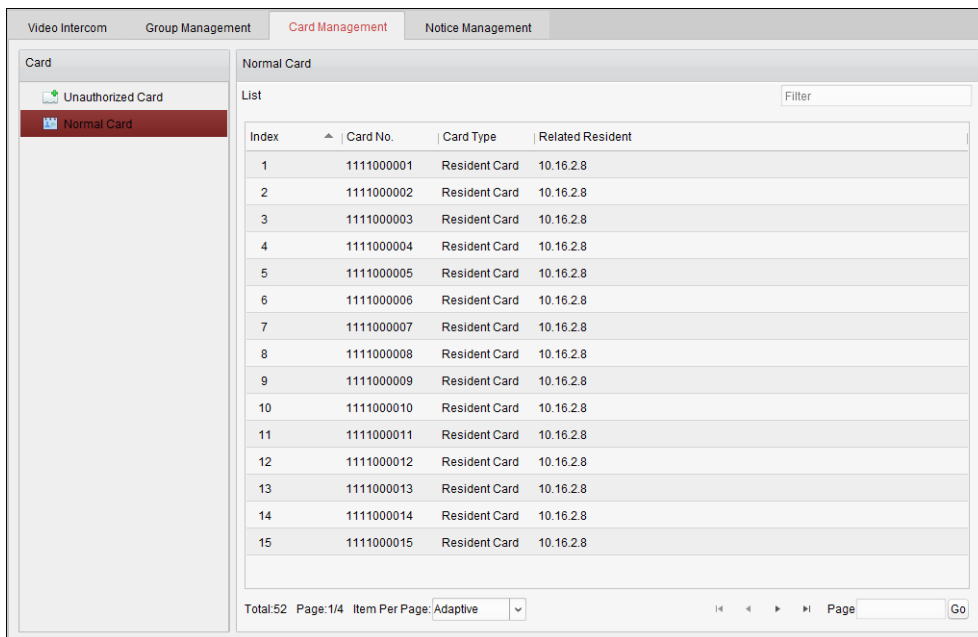 Video Intercom Group Management Card Management Notice Management
Card
Unauthorized Card
Normal Card
Normal Card
List Filter
Index Card No. Card Type Related Resident
1 1111000001 Resident Card 10.16.2.8
2 1111000002 Resident Card 10.16.2.8
3 1111000003 Resident Card 10.16.2.8
4 1111000004 Resident Card 10.16.2.8
5 1111000005 Resident Card 10.16.2.8
6 1111000006 Resident Card 10.16.2.8
7 1111000007 Resident Card 10.16.2.8
8 1111000008 Resident Card 10.16.2.8
9 1111000009 Resident Card 10.16.2.8
10 1111000010 Resident Card 10.16.2.8
11 1111000011 Resident Card 10.16.2.8
12 1111000012 Resident Card 10.16.2.8
13 1111000013 Resident Card 10.16.2.8
14 1111000014 Resident Card 10.16.2.8
15 1111000015 Resident Card 10.16.2.8
Total:52 Page:1/4 Item Per Page: Adaptive Page Go